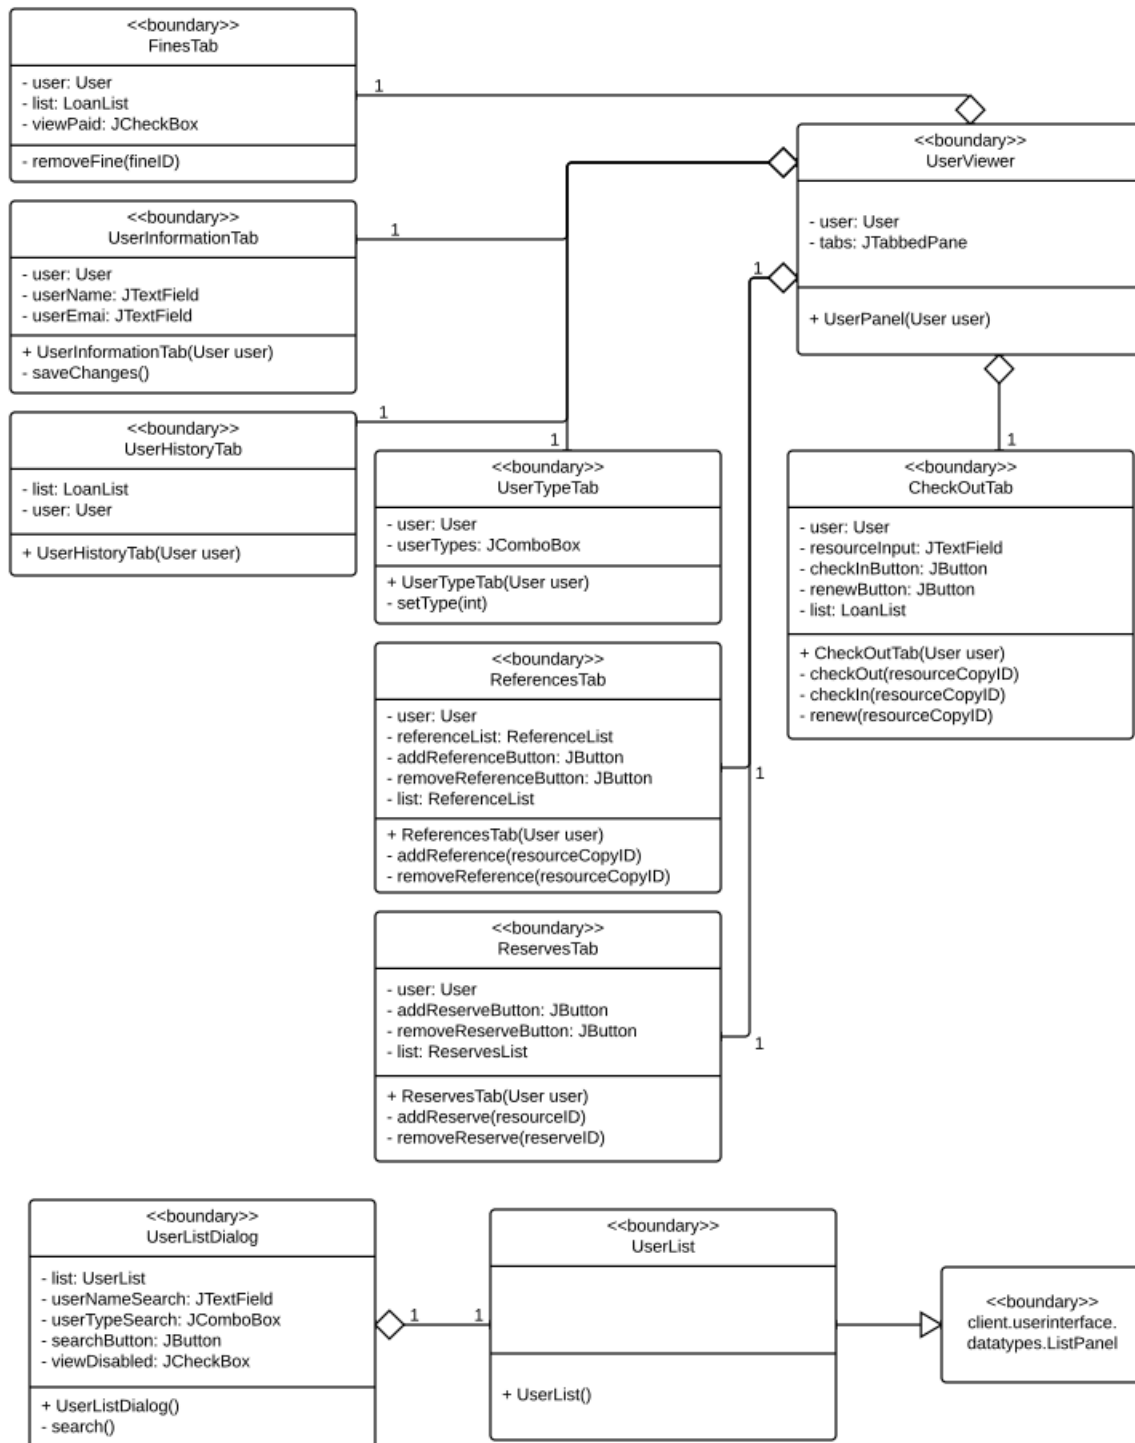 <<boundary>>
FinesTab
- user: User
- list: LoanList
- viewPaid: JCheckBox
- removeFine(fineID)
1
<<boundary>>
UserViewer
- user: User
- tabs: JTabbedPane
+ UserPanel(User user)
<<boundary>>
UserInformationTab
- user: User
- userName: JTextField
- userEmai: JTextField
+ UserInformationTab(User user)
- saveChanges()
1
1
<<boundary>>
UserHistoryTab
- list: LoanList
- user: User
+ UserHistoryTab(User user)
1
1
<<boundary>>
UserTypeTab
- user: User
- userTypes: JComboBox
+ UserTypeTab(User user)
- setType(int)
1
<<boundary>>
CheckOutTab
- user: User
- resourceInput: JTextField
- checkInButton: JButton
- renewButton: JButton
- list: LoanList
+ CheckOutTab(User user)
- checkOut(resourceCopyID)
- checkIn(resourceCopyID)
- renew(resourceCopyID)
<<boundary>>
ReferencesTab
- user: User
- referenceList: ReferenceList
- addReferenceButton: JButton
- removeReferenceButton: JButton
- list: ReferenceList
+ ReferencesTab(User user)
- addReference(resourceCopyID)
- removeReference(resourceCopyID)
1
<<boundary>>
ReservesTab
- user: User
- addReserveButton: JButton
- removeReserveButton: JButton
- list: ReservesList
+ ReservesTab(User user)
- addReserve(resourceID)
- removeReserve(reserveID)
1
<<boundary>>
UserListDialog
- list: UserList
- userNameSearch: JTextField
- userTypeSearch: JComboBox
- searchButton: JButton
- viewDisabled: JCheckBox
+ UserListDialog()
- search()
1
1
<<boundary>>
UserList
+ UserList()
<<boundary>>
client.userinterface.
datatypes.ListPanel